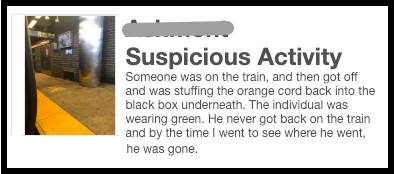 Suspicious Activity
Someone was on the train, and then got off
and was stuffing the orange cord back into the
black box underneath. The individual was
wearing green. He never got back on the train
and by the time I went to see where he went,
he was gone.